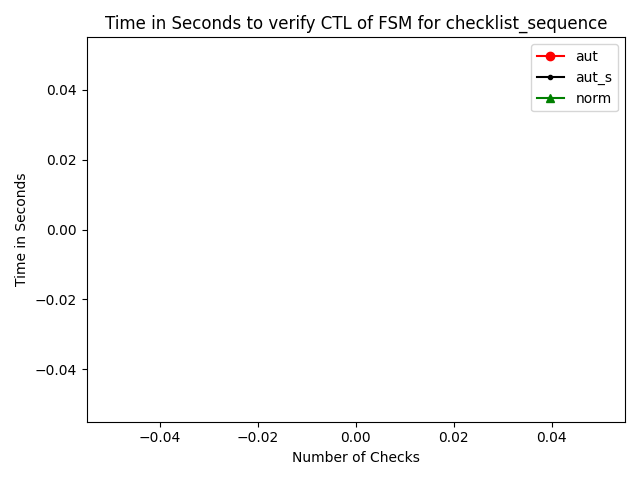 Time in Seconds to verify CTL of FSM for checklist_sequence
aut
aut_s
norm
0.04
0.02
0.00
−0.02
−0.04
Time in Seconds
−0.04 −0.02 0.00 0.02 0.04
Number of Checks